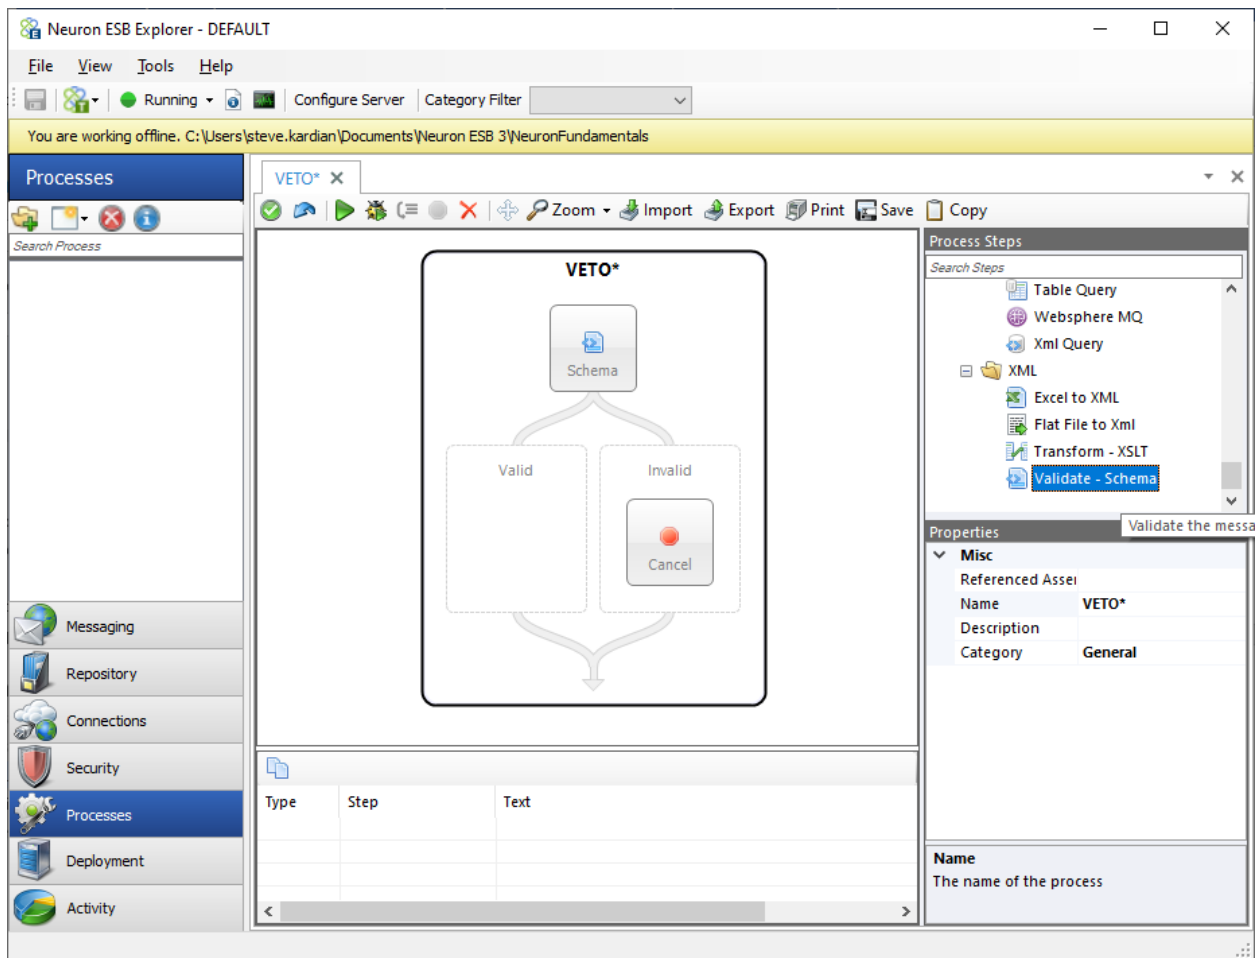 Neuron ESB Explorer - DEFAULT
File View Tools Help
Running Configure Server Category Filter
You are working offline. C:\Users\steve.kardian\Documents\Neuron ESB 3\NeuronFundamentals
Processes
VETO*
Zoom Import Export Print Save Copy
Search Process
VETO*
Schema
Valid
Invalid
Cancel
Process Steps
Search Steps
Table Query
Websphere MQ
Xml Query
XML
Excel to XML
Flat File to Xml
Transform - XSLT
Validate - Schema
Validate the messa
Properties
Misc
Referenced Asse
Name VETO*
Description
Category General
Messaging
Repository
Connections
Security
Processes
Deployment
Activity
Type Step Text
Name
The name of the process